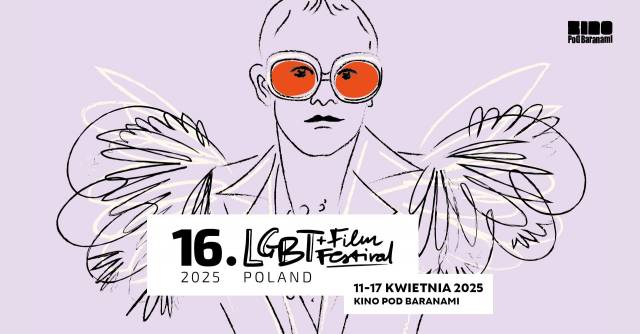 KINO
Pod Baranami
16. LGBT+ Film
Festival
2025 POLAND
11-17 KWIETNIA 2025
KINO POD BARANAMI